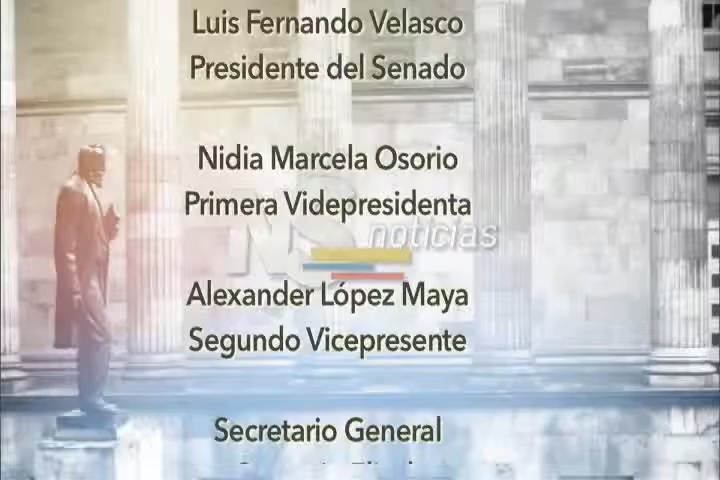 Luis Fernando Velasco
Presidente del Senado
Nidia Marcela Osorio
Primera Videpresidenta
NS noticias
Alexander López Maya
Segundo Vicepresente
Secretario General